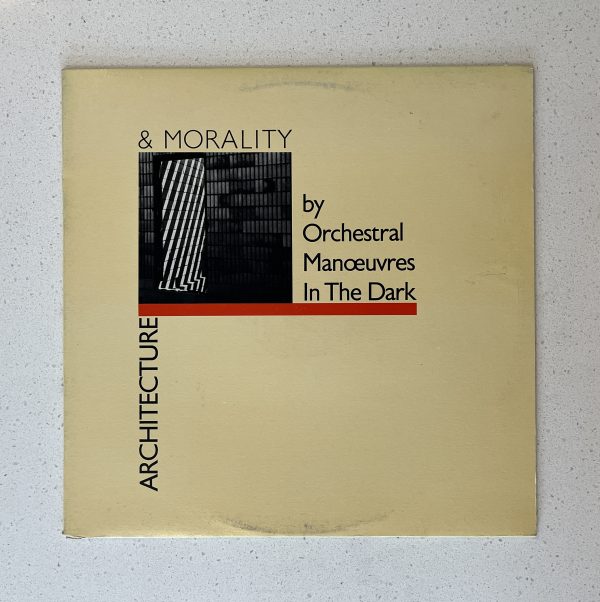 ARCHITECTURE
& MORALITY
by
Orchestral
Manœuvres
In The Dark